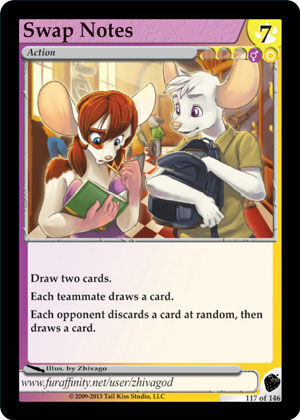 Swap Notes
7
Action
Draw two cards.
Each teammate draws a card.
Each opponent discards a card at random, then
draws a card.
Illus. by Zhivago
www.furaffinity.net/user/zhivagod
© 2009-2013 Tail Kiss Studio, LLC
117 of 146